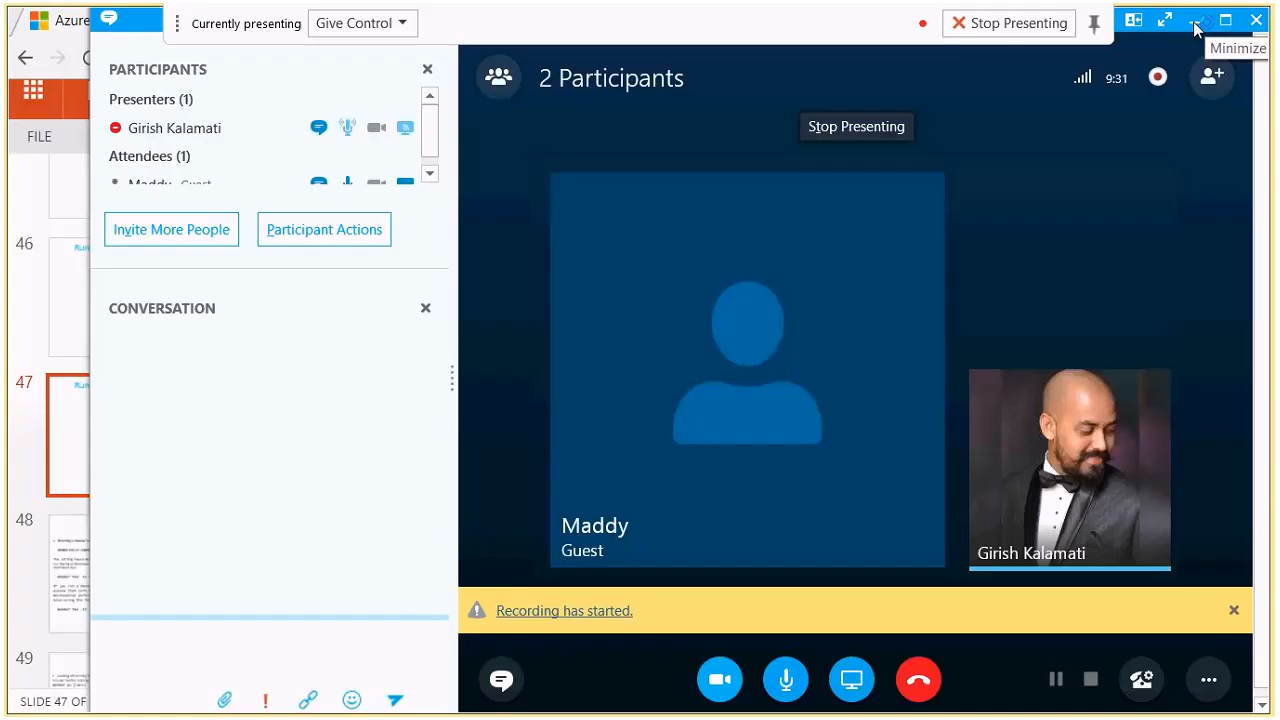 Azure
Currently presenting
Give Control
Stop Presenting
Minimize
FILE
PARTICIPANTS
Presenters (1)
Girish Kalamati
Attendees (1)
Maddy Guest
Invite More People
Participant Actions
CONVERSATION
2 Participants
9:31
Stop Presenting
Maddy
Guest
Girish Kalamati
Recording has started.
46
47
48
49
SLIDE 47 OF